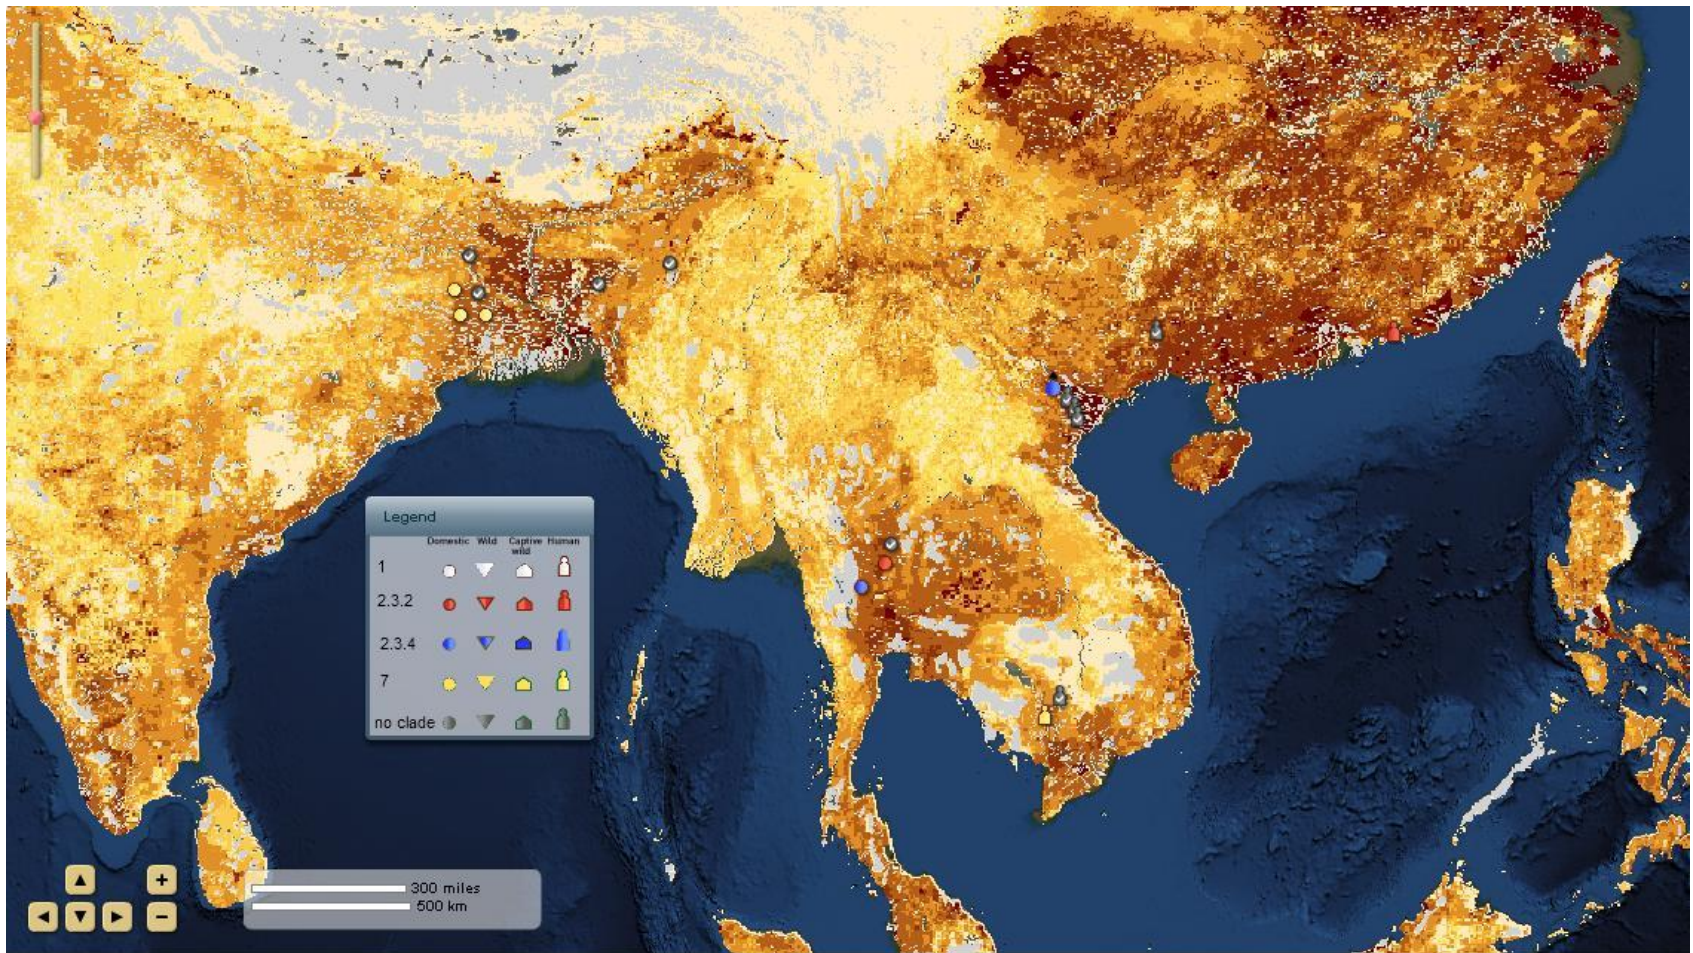 Legend
Domestic Wild Captive wild Human
1
2.3.2
2.3.4
7
no clade
300 miles
500 km